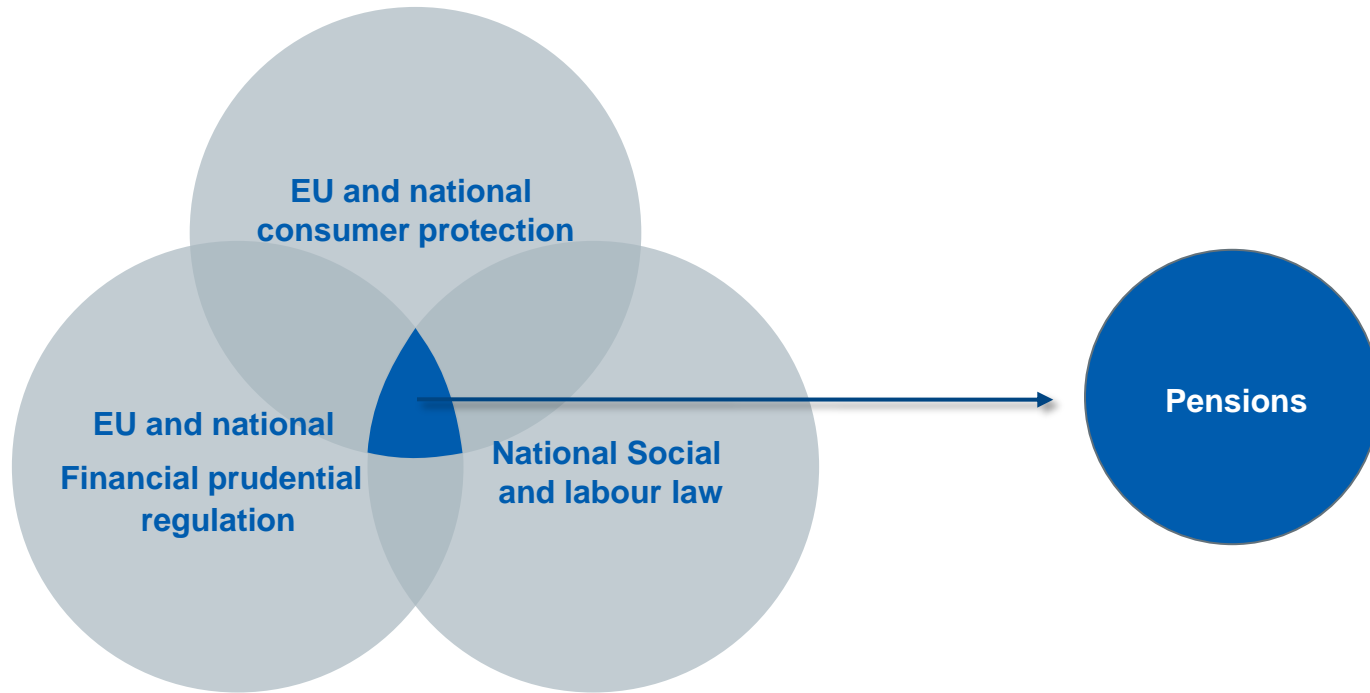 EU and national
consumer protection
EU and national
Financial prudential
regulation
National Social
and labour law
Pensions